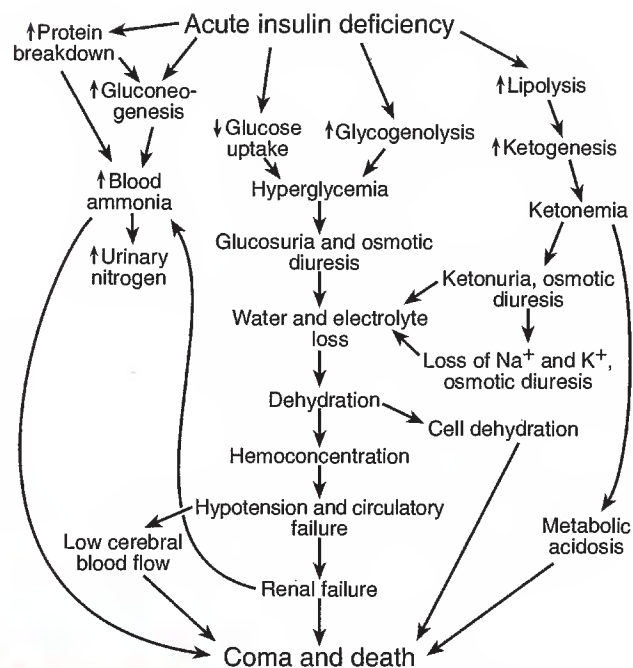 Acute insulin deficiency
↑Protein
breakdown
↑Gluconeo-
genesis
↓Glucose
uptake
↑Glycogenolysis
↑Lipolysis
↑Ketogenesis
↑Blood
ammonia
Hyperglycemia
Ketonemia
↑Urinary
nitrogen
Glucosuria and osmotic
diuresis
Ketonuria, osmotic
diuresis
Water and electrolyte
loss
Loss of Na⁺ and K⁺,
osmotic diuresis
Dehydration
Cell dehydration
Hemoconcentration
Hypotension and circulatory
failure
Low cerebral
blood flow
Metabolic
acidosis
Renal failure
Coma and death